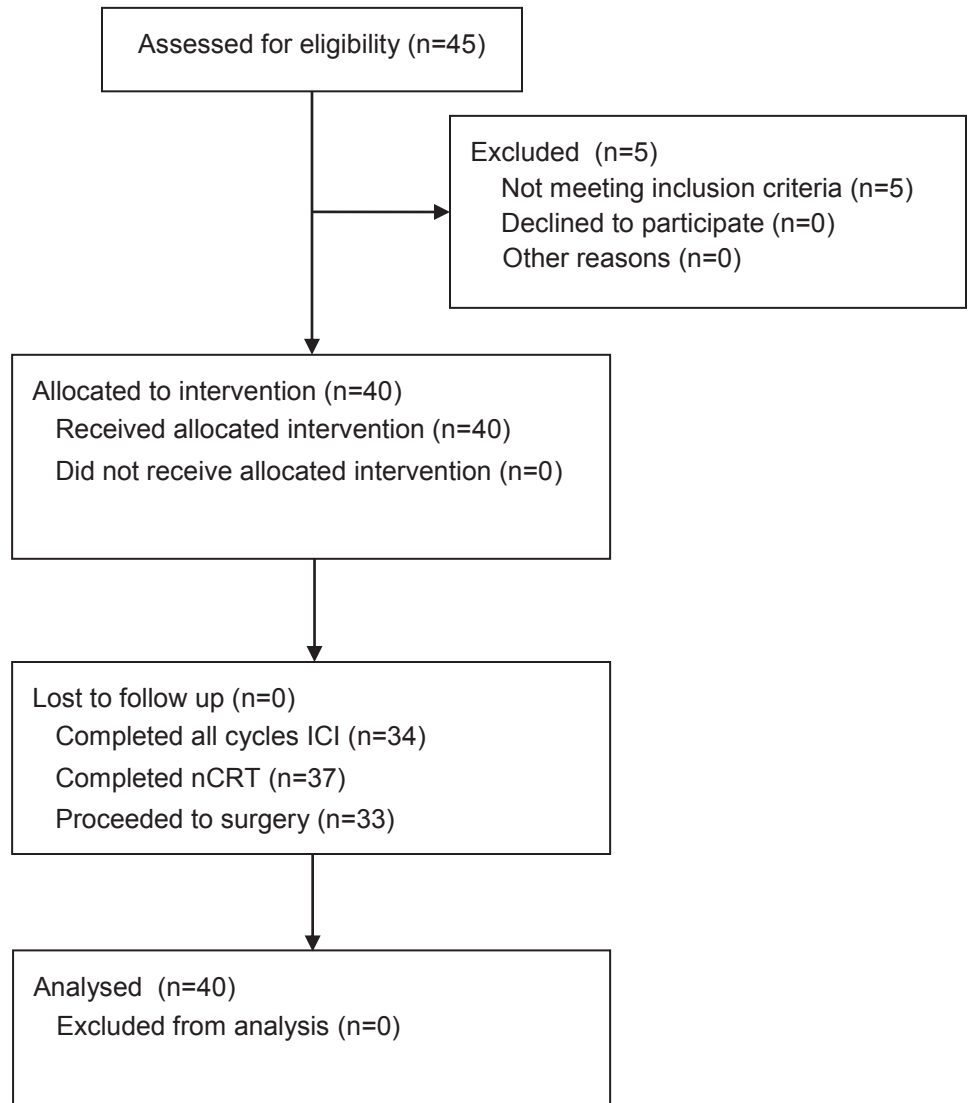 Assessed for eligibility (n=45)
Excluded (n=5)
Not meeting inclusion criteria (n=5)
Declined to participate (n=0)
Other reasons (n=0)
Allocated to intervention (n=40)
Received allocated intervention (n=40)
Did not receive allocated intervention (n=0)
Lost to follow up (n=0)
Completed all cycles ICI (n=34)
Completed nCRT (n=37)
Proceeded to surgery (n=33)
Analysed (n=40)
Excluded from analysis (n=0)